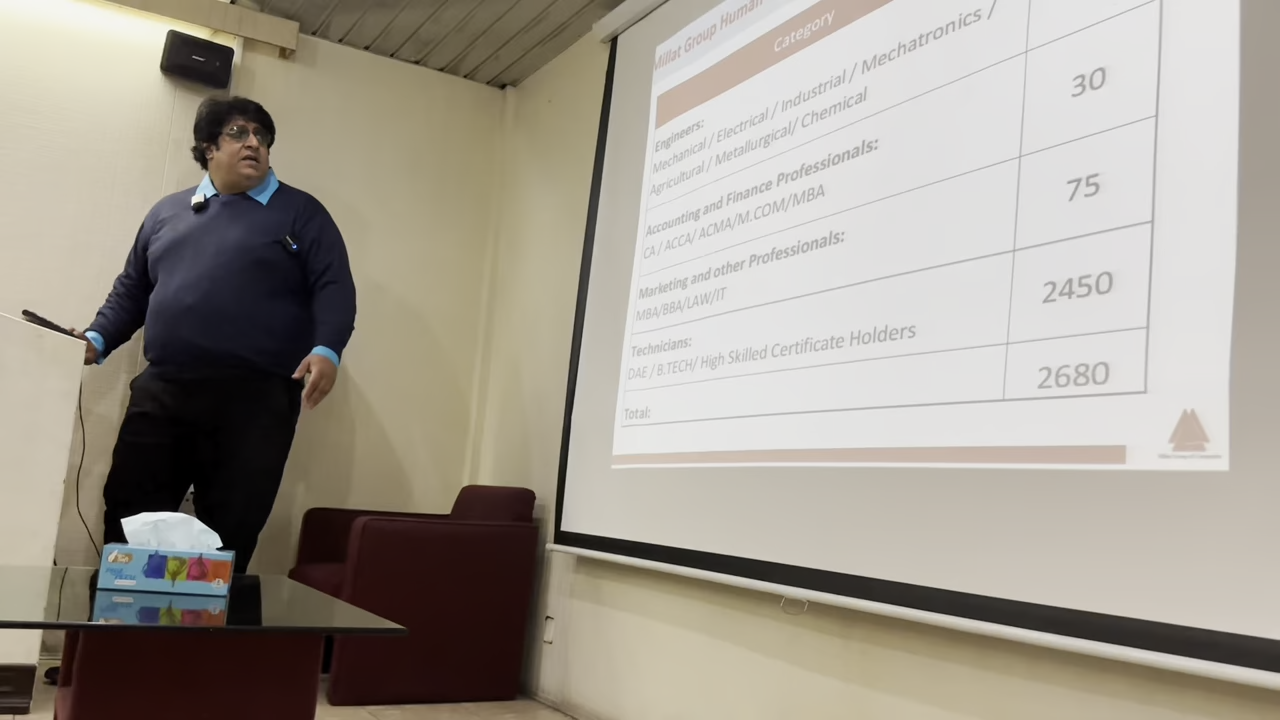 Millat Group Human
Category
Engineers:
Mechanical / Electrical / Industrial / Mechatronics /
Agricultural / Metallurgical/ Chemical
Accounting and Finance Professionals:
CA / ACCA/ ACMA/M.COM/MBA
30
Marketing and other Professionals:
MBA/BBA/LAW/IT
75
Technicians:
DAE / B.TECH/ High Skilled Certificate Holders
2450
Total:
2680